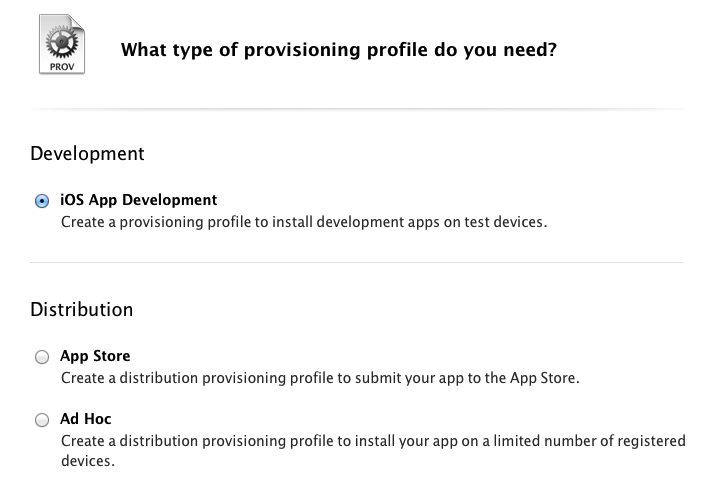 PROV
What type of provisioning profile do you need?
Development
iOS App Development
Create a provisioning profile to install development apps on test devices.
Distribution
App Store
Create a distribution provisioning profile to submit your app to the App Store.
Ad Hoc
Create a distribution provisioning profile to install your app on a limited number of registered
devices.